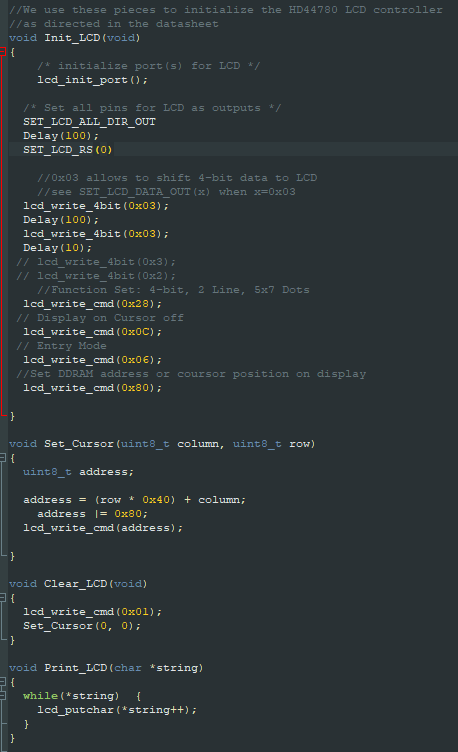 //We use these pieces to initialize the HD44780 LCD controller
//as directed in the datasheet
void Init_LCD(void)
{
/* initialize port(s) for LCD */
lcd_init_port();
/* Set all pins for LCD as outputs */
SET_LCD_ALL_DIR_OUT
Delay(100);
SET_LCD_RS(0)
//0x03 allows to shift 4-bit data to LCD
//see SET_LCD_DATA_OUT(x) when x=0x03
lcd_write_4bit(0x03);
Delay(100);
lcd_write_4bit(0x03);
Delay(10);
// lcd_write_4bit(0x3);
// lcd_write_4bit(0x2);
//Function Set: 4-bit, 2 Line, 5x7 Dots
lcd_write_cmd(0x28);
// Display on Cursor off
lcd_write_cmd(0x0C);
// Entry Mode
lcd_write_cmd(0x06);
//Set DDRAM address or coursor position on display
lcd_write_cmd(0x80);
}
void Set_Cursor(uint8_t column, uint8_t row)
{
uint8_t address;
address = (row * 0x40) + column;
address |= 0x80;
lcd_write_cmd(address);
}
void Clear_LCD(void)
{
lcd_write_cmd(0x01);
Set_Cursor(0, 0);
}
void Print_LCD(char *string)
{
while(*string) {
lcd_putchar(*string++);
}
}